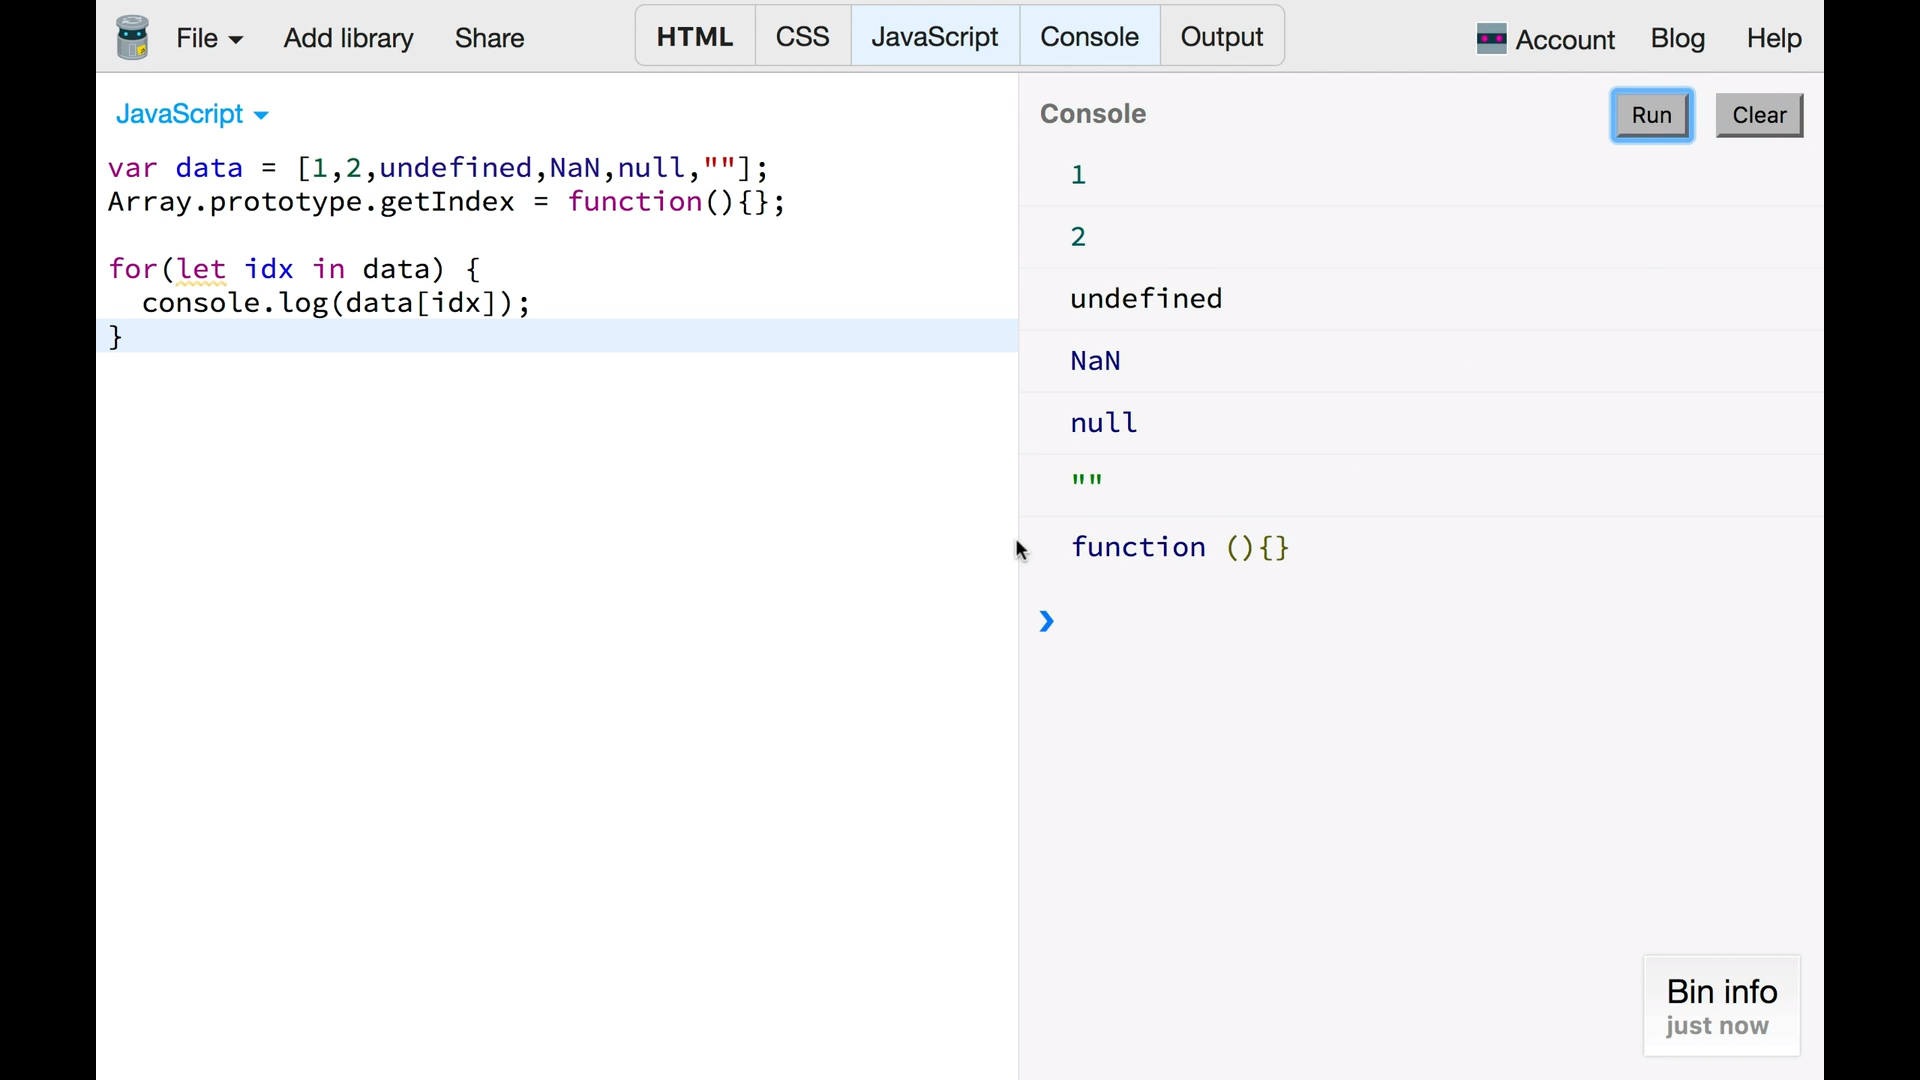 File Add library Share HTML CSS JavaScript Console Output Account Blog Help
JavaScript
var data = [1,2,undefined,NaN,null,""];
Array.prototype.getIndex = function(){};
for(let idx in data) {
  console.log(data[idx]);
}
Console Run Clear
1
2
undefined
NaN
null
""
function (){}
❯
Bin info
just now